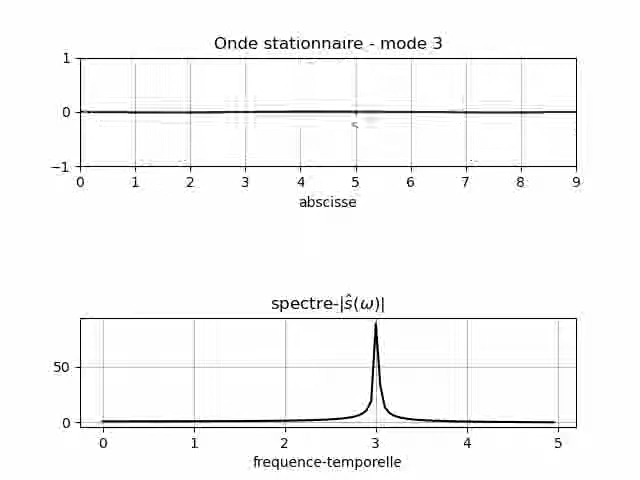 Onde stationnaire - mode 3
1
0
−1
0 1 2 3 4 5 6 7 8 9
abscisse
spectre-|ŝ(ω)|
50
0
0 1 2 3 4 5
frequence-temporelle